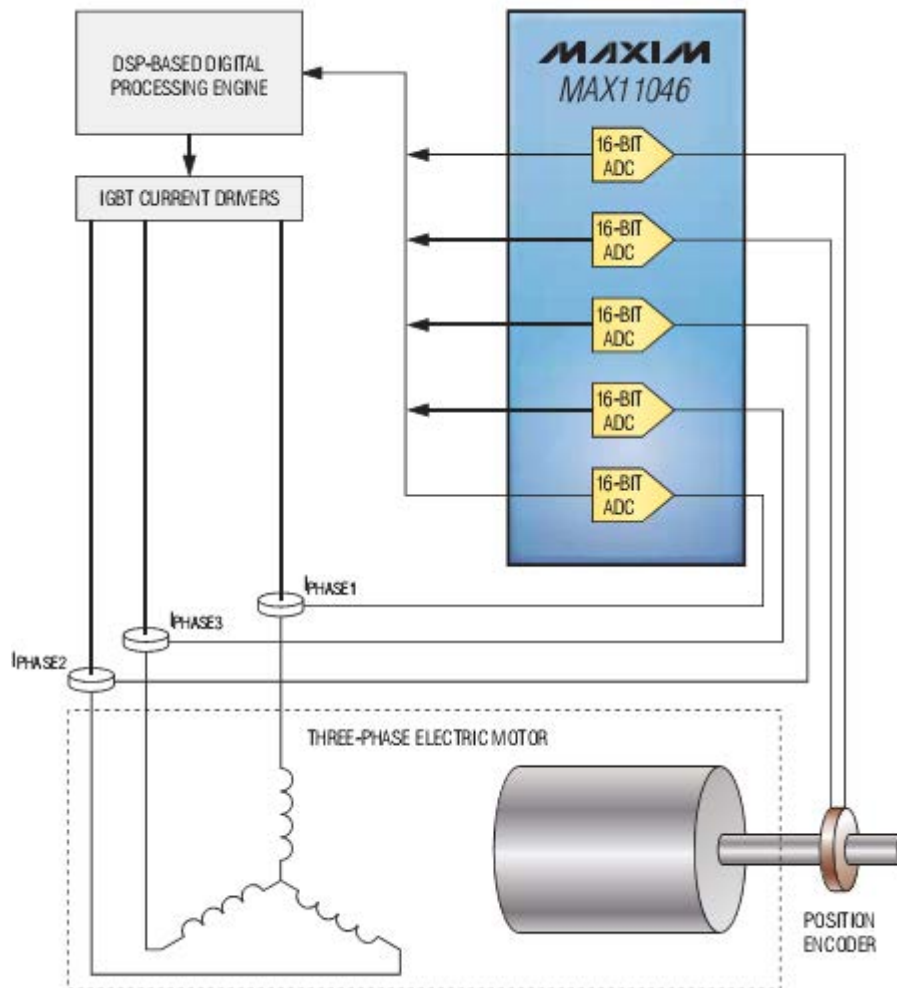 DSP-BASED DIGITAL
PROCESSING ENGINE
IGBT CURRENT DRIVERS
MAXIM
MAX11046
16-BIT
ADC
16-BIT
ADC
16-BIT
ADC
16-BIT
ADC
16-BIT
ADC
IPHASE1
IPHASE3
IPHASE2
THREE-PHASE ELECTRIC MOTOR
POSITION
ENCODER